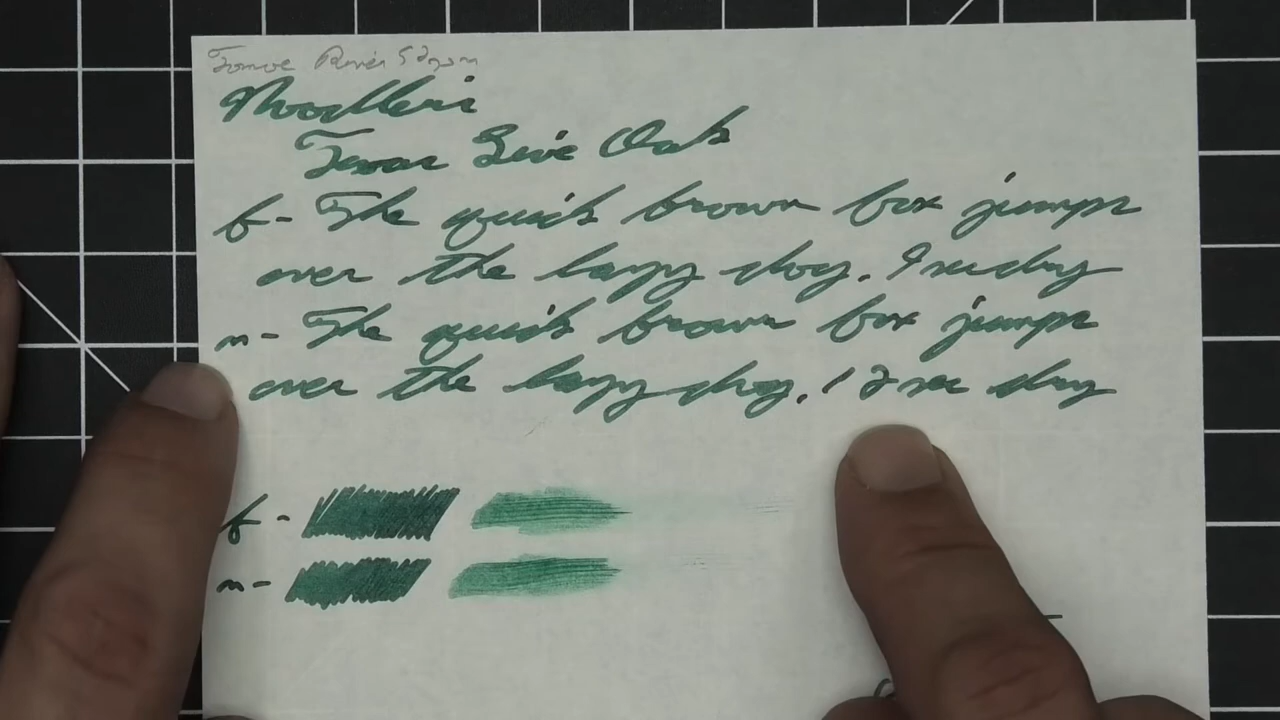 Tomoe River 52gsm
Noodler's
Texas Live Oak
f- The quick brown fox jumps
over the lazy dog.
m- The quick brown fox jumps
over the lazy dog. /
f-
m-